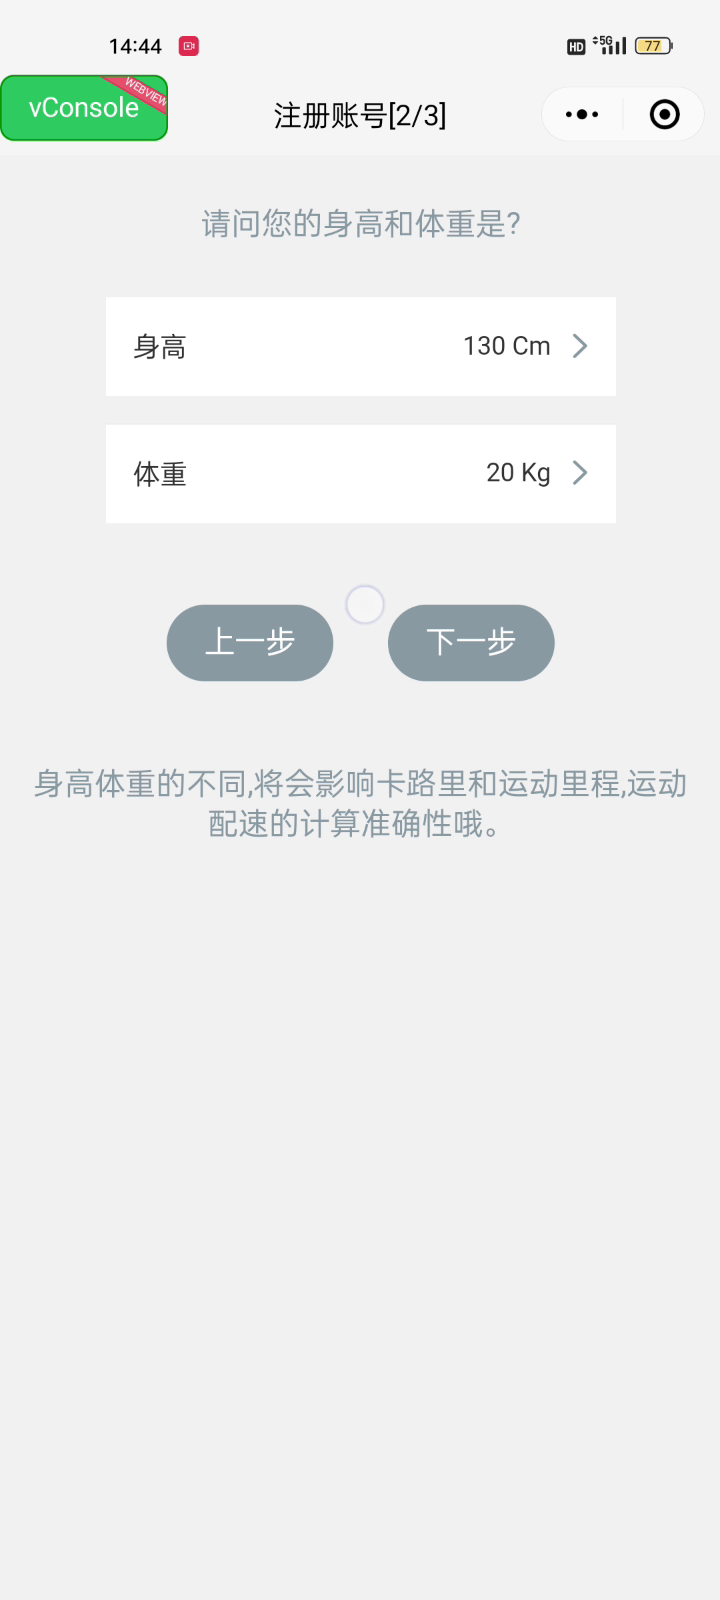 14:44
HD 5G 77
vConsole
WEBVIEW
注册账号[2/3]
请问您的身高和体重是?
身高 130 Cm
体重 20 Kg
上一步 下一步
身高体重的不同,将会影响卡路里和运动里程,运动
配速的计算准确性哦。